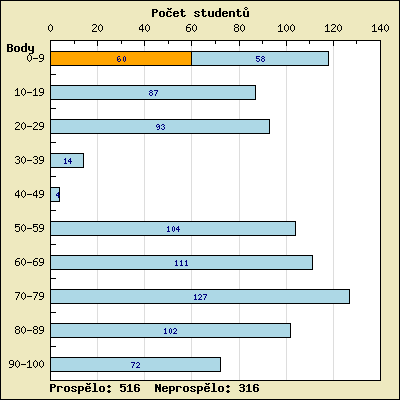 Počet studentů
0 20 40 60 80 100 120 140
Body
0-9 60 58
10-19 87
20-29 93
30-39 14
40-49 4
50-59 104
60-69 111
70-79 127
80-89 102
90-100 72
Prospělo: 516 Neprospělo: 316